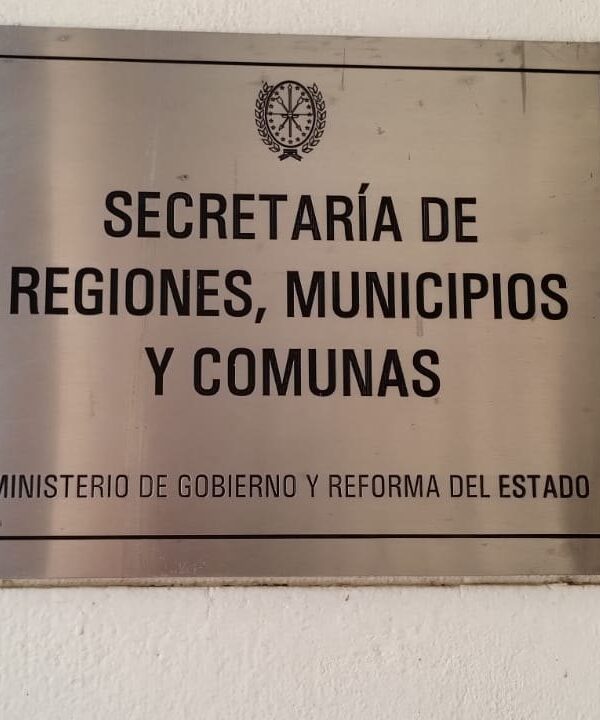 SECRETARÍA DE
REGIONES, MUNICIPIOS
Y COMUNAS
MINISTERIO DE GOBIERNO Y REFORMA DEL ESTADO